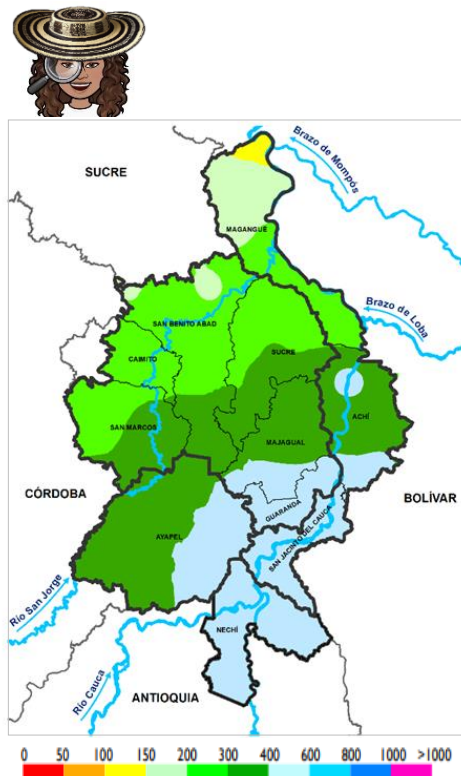 SUCRE
Brazo de Mompós
MAGANGUÉ
SAN BENITO ABAD
Brazo de Loba
CAIMITO
SUCRE
ACHÍ
SAN MARCOS
MAJAGUAL
CÓRDOBA
BOLÍVAR
GUARANDA
AYAPEL
SAN JACINTO DEL CAUCA
Río San Jorge
NECHÍ
Río Cauca
ANTIOQUIA
0 50 100 150 200 300 400 600 800 1000 >1000